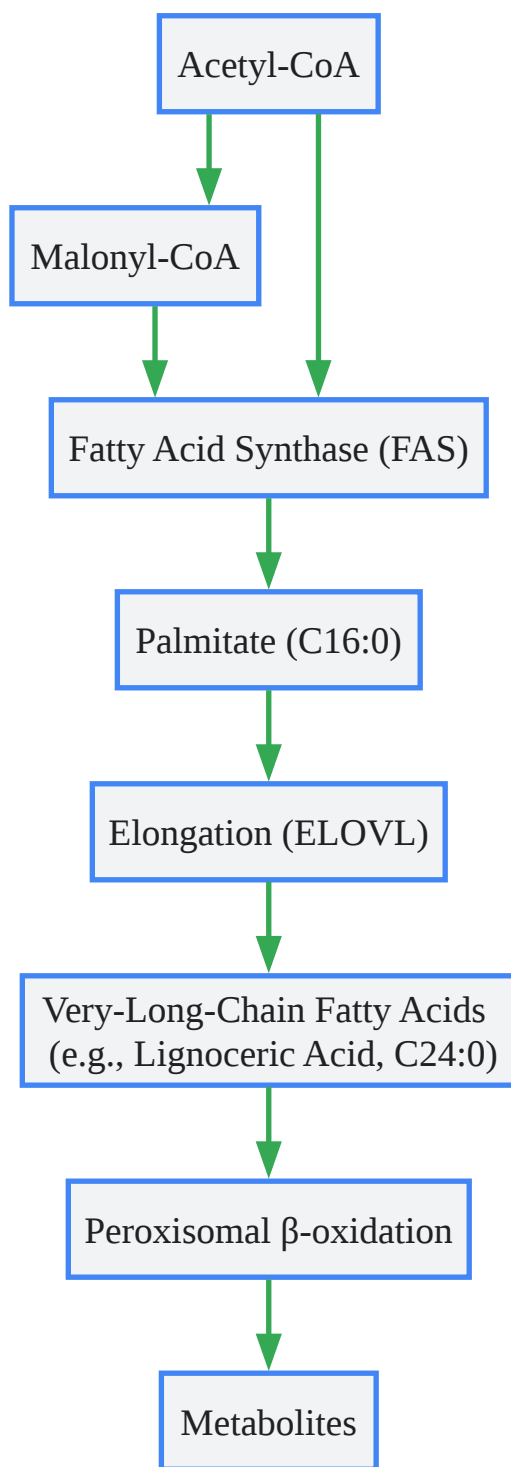 Acetyl-CoA
Malonyl-CoA
Fatty Acid Synthase (FAS)
Palmitate (C16:0)
Elongation (ELOVL)
Very-Long-Chain Fatty Acids
(e.g., Lignoceric Acid, C24:0)
Peroxisomal β-oxidation
Metabolites